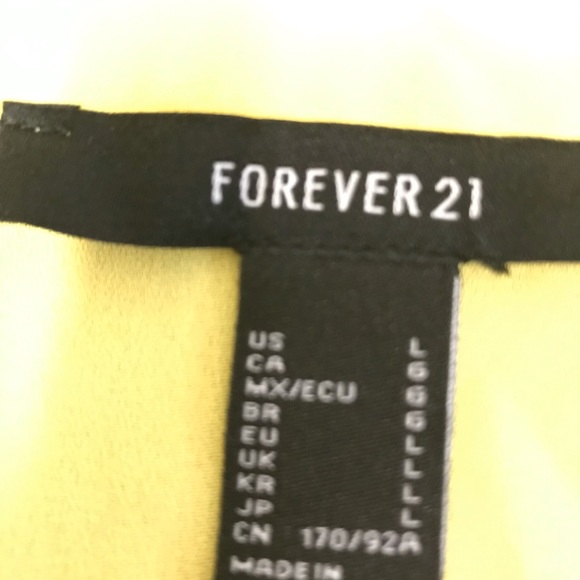 FOREVER 21
US L
CA G
MX/ECU G
BR G
EU L
UK L
KR L
JP L
CN 170/92A
MADE IN